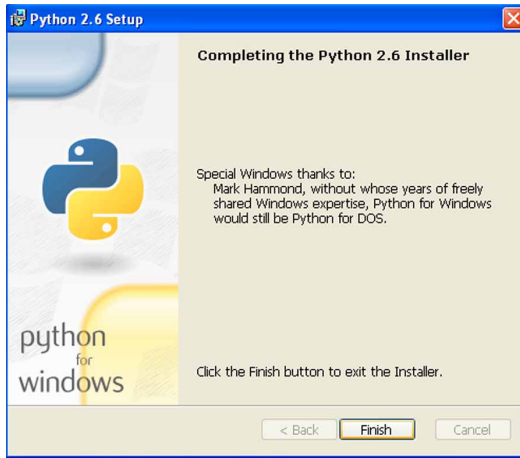 Python 2.6 Setup
Completing the Python 2.6 Installer
Special Windows thanks to:
Mark Hammond, without whose years of freely
shared Windows expertise, Python for Windows
would still be Python for DOS.
python
for
windows
Click the Finish button to exit the Installer.
< Back
Finish
Cancel